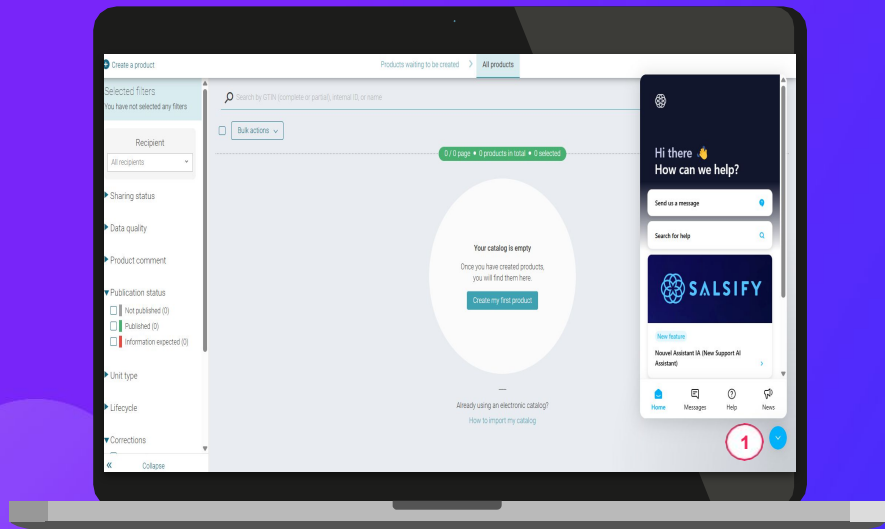 Create a product
Products waiting to be created
All products
Selected filters
You have not selected any filters
Recipient
All recipients
Sharing status
Data quality
Product comment
Publication status
Not published (0)
Published (0)
Information expected (0)
Unit type
Lifecycle
Corrections
Collapse
Search by GTIN (complete or partial), internal ID, or name
Bulk actions
0 / 0 page • 0 products in total • 0 selected
Your catalog is empty
Once you have created products,
you will find them here.
Create my first product
Already using an electronic catalog?
How to import my catalog
Hi there 👋
How can we help?
Send us a message
Search for help
SALSIFY
New feature
Nouvel Assistant IA (New Support AI
Assistant)
Home
Messages
Help
News
1